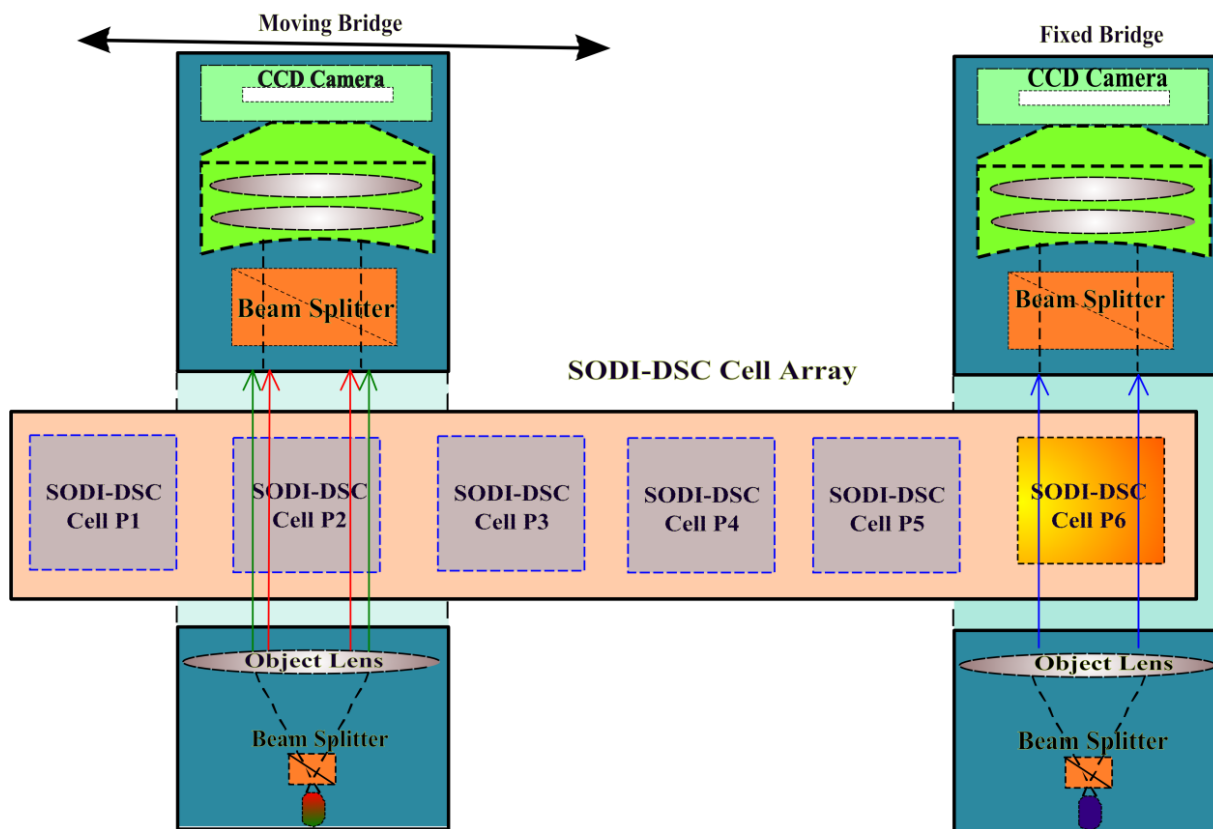 Moving Bridge
Fixed Bridge
CCD Camera
CCD Camera
Beam Splitter
Beam Splitter
SODI-DSC Cell Array
SODI-DSC
Cell P1
SODI-DSC
Cell P2
SODI-DSC
Cell P3
SODI-DSC
Cell P4
SODI-DSC
Cell P5
SODI-DSC
Cell P6
Object Lens
Object Lens
Beam Splitter
Beam Splitter